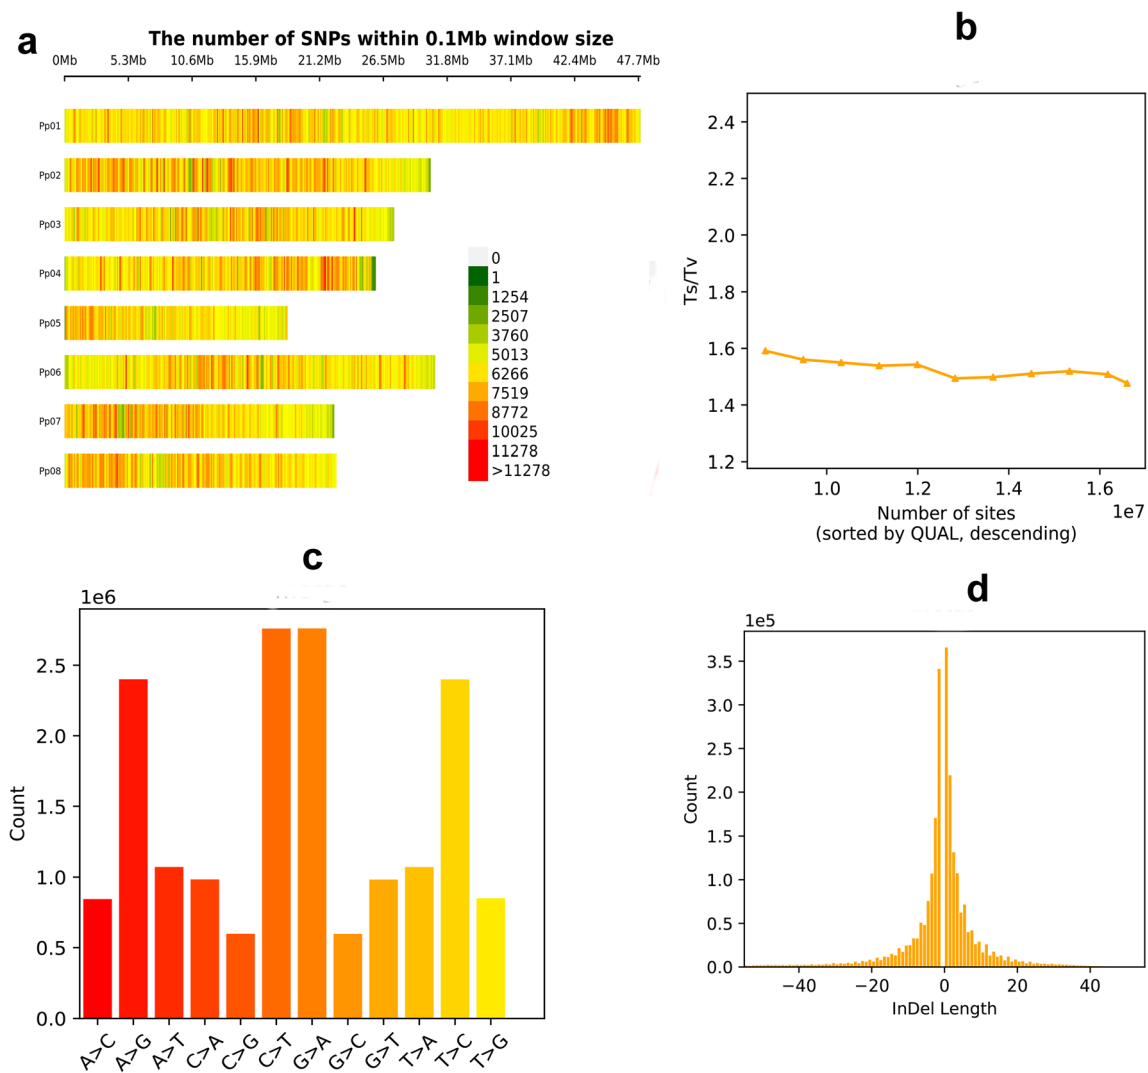 a
The number of SNPs within 0.1Mb window size
0Mb 5.3Mb 10.6Mb 15.9Mb 21.2Mb 26.5Mb 31.8Mb 37.1Mb 42.4Mb 47.7Mb
Pp01
Pp02
Pp03
Pp04
Pp05
Pp06
Pp07
Pp08
0
1
1254
2507
3760
5013
6266
7519
8772
10025
11278
>11278
b
2.4
2.2
2.0
1.8
1.6
1.4
1.2
Ts/Tv
1.0 1.2 1.4 1.6
1e7
Number of sites
(sorted by QUAL, descending)
c
1e6
2.5
2.0
1.5
1.0
0.5
0.0
Count
A>C A>G A>T C>A C>G C>T G>A G>C G>T T>A T>C T>G
d
1e5
3.5
3.0
2.5
2.0
1.5
1.0
0.5
0.0
Count
−40 −20 0 20 40
InDel Length